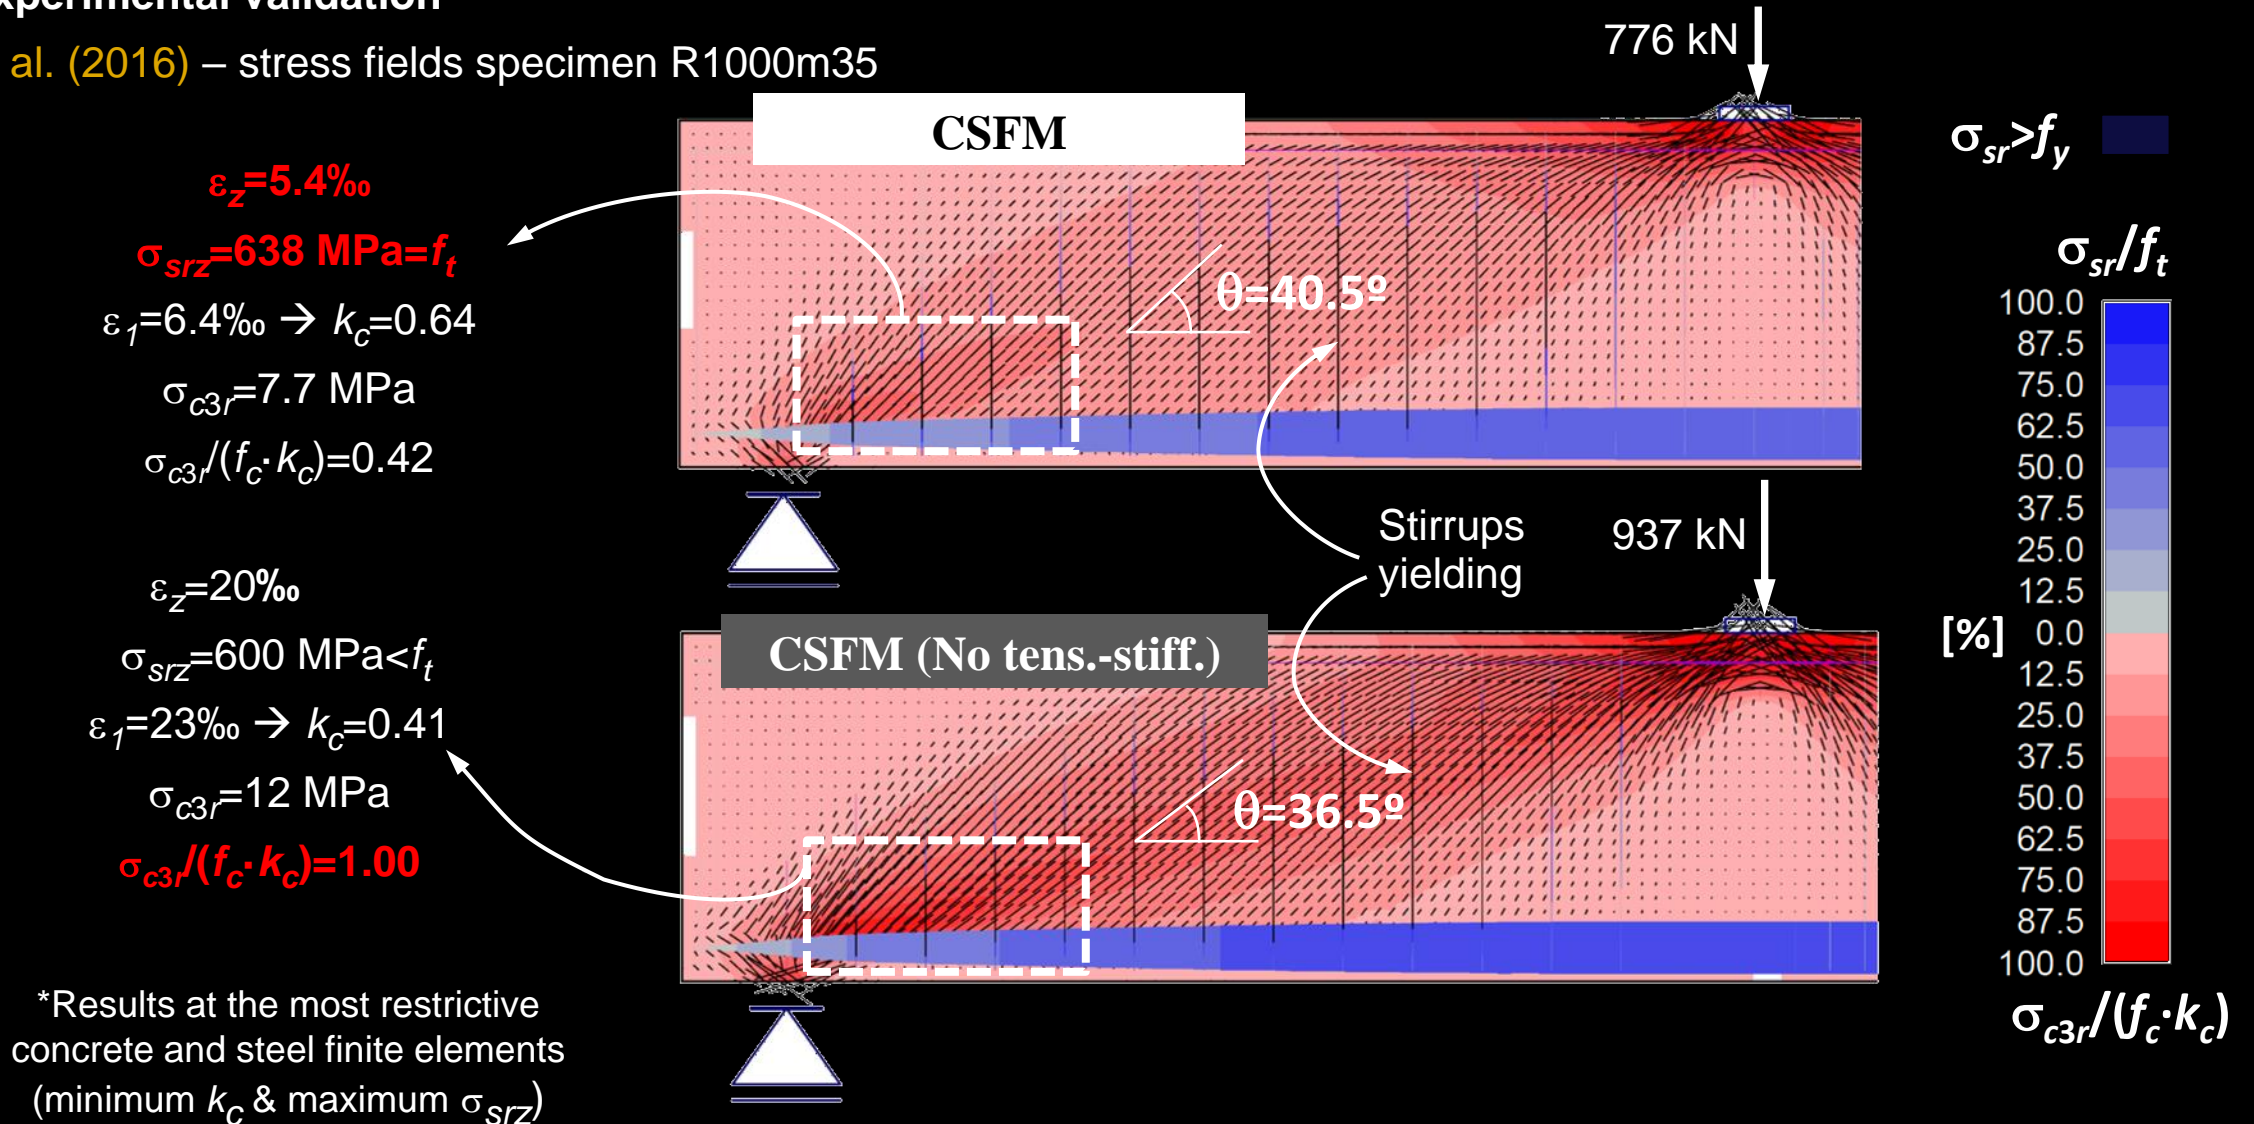 al. (2016) – stress fields specimen R1000m35
776 kN
CSFM
σsr>fy
εz=5.4‰
σsrz=638 MPa=ft
ε1=6.4‰ → kc=0.64
σc3r=7.7 MPa
σc3r/(fc·kc)=0.42
θ=40.5º
σsr/ft
100.0
87.5
75.0
62.5
50.0
37.5
25.0
12.5
[%] 0.0
12.5
25.0
37.5
50.0
62.5
75.0
87.5
100.0
σc3r/(fc·kc)
Stirrups
yielding
937 kN
CSFM (No tens.-stiff.)
εz=20‰
σsrz=600 MPa<ft
ε1=23‰ → kc=0.41
σc3r=12 MPa
σc3r/(fc·kc)=1.00
θ=36.5º
*Results at the most restrictive
concrete and steel finite elements
(minimum kc & maximum σsrz)